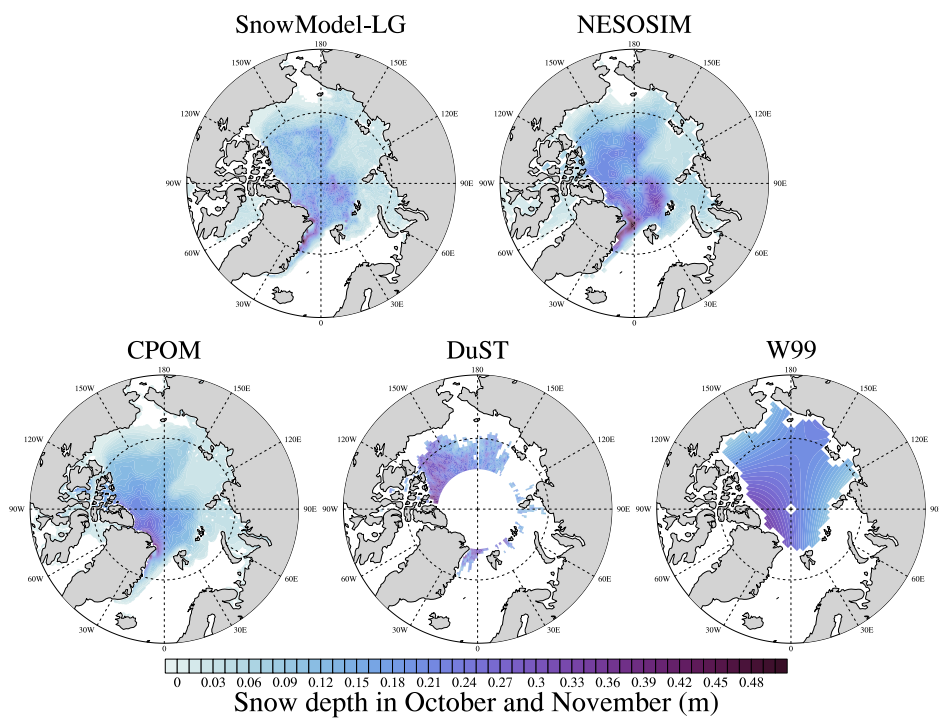 SnowModel-LG NESOSIM
180 180
150W 150E 150W 150E
120W 120E 120W 120E
90W 90E 90W 90E
60W 60E 60W 60E
30W 30E 30W 30E
0 0
CPOM DuST W99
180 180 180
150W 150E 150W 150E 150W 150E
120W 120E 120W 120E 120W 120E
90W 90E 90W 90E 90W 90E
60W 60E 60W 60E 60W 60E
30W 30E 30W 30E 30W 30E
0 0 0
0 0.03 0.06 0.09 0.12 0.15 0.18 0.21 0.24 0.27 0.3 0.33 0.36 0.39 0.42 0.45 0.48
Snow depth in October and November (m)